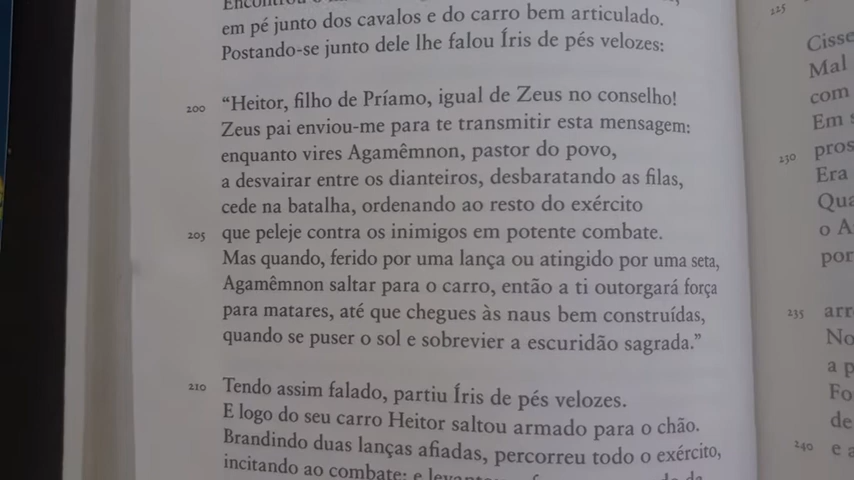 em pé junto dos cavalos e do carro bem articulado.
Postando-se junto dele lhe falou Íris de pés velozes:
200 “Heitor, filho de Príamo, igual de Zeus no conselho!
Zeus pai enviou-me para te transmitir esta mensagem:
enquanto vires Agamêmnon, pastor do povo,
a desvairar entre os dianteiros, desbaratando as filas,
cede na batalha, ordenando ao resto do exército
205 que peleje contra os inimigos em potente combate.
Mas quando, ferido por uma lança ou atingido por uma seta,
Agamêmnon saltar para o carro, então a ti outorgará força
para matares, até que chegues às naus bem construídas,
quando se puser o sol e sobrevier a escuridão sagrada.”
210 Tendo assim falado, partiu Íris de pés velozes.
E logo do seu carro Heitor saltou armado para o chão.
Brandindo duas lanças afiadas, percorreu todo o exército,
incitando ao combate; e
225
Cisse
Mal
com
Em s
230 pros
Era
Qua
o A
por
235 arr
No
a p
Fo
de
240 e a